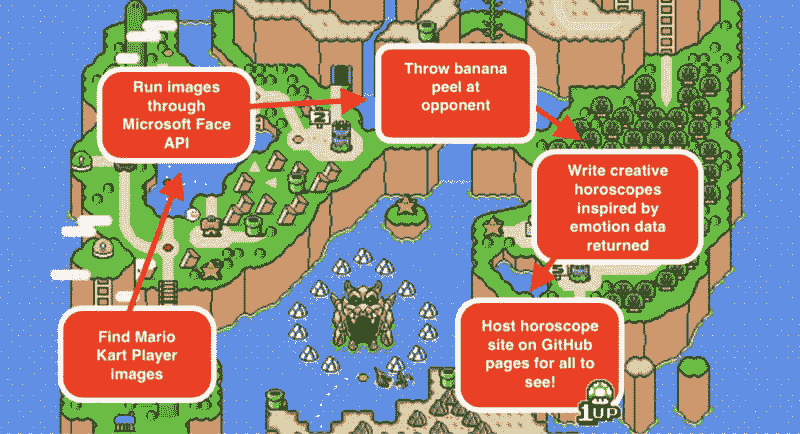 Run images
through
Microsoft Face
API
Throw banana
peel at
opponent
Write creative
horoscopes
inspired by
emotion data
returned
Find Mario
Kart Player
images
Host horoscope
site on GitHub
pages for all to
see!
2
1UP